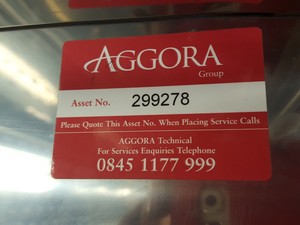 AGGORA
Group
Asset No. 299278
Please Quote This Asset No. When Placing Service Calls
AGGORA Technical
For Services Enquiries Telephone
0845 1177 999